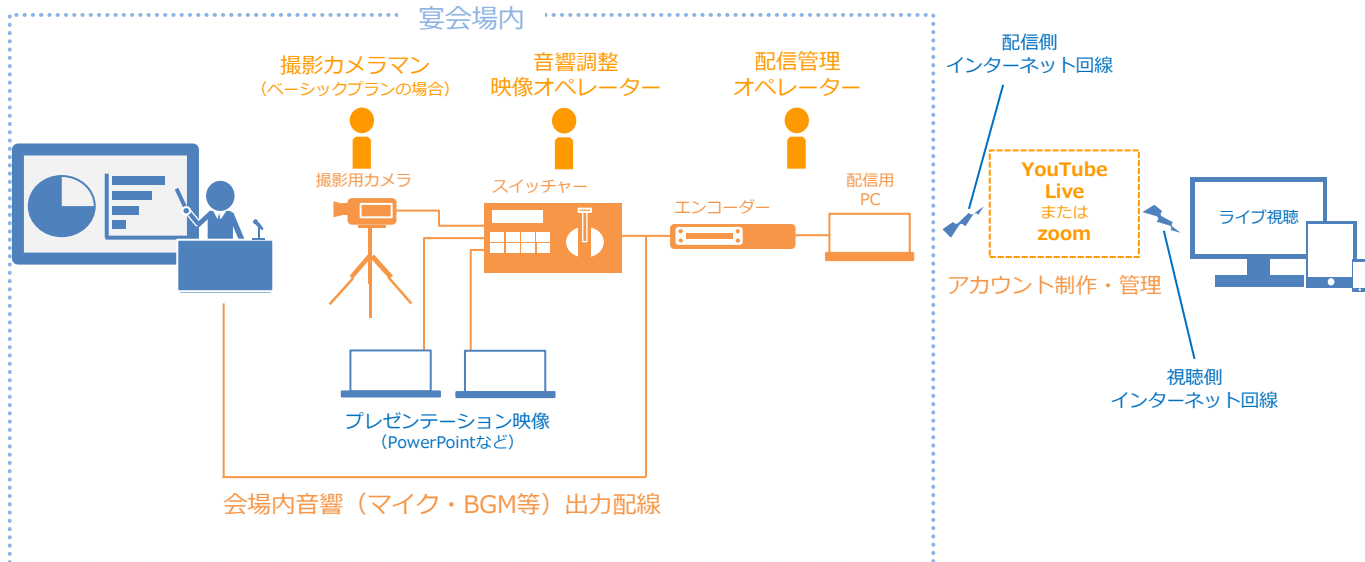 宴会場内
撮影カメラマン
(ベーシックプランの場合)
音響調整
映像オペレーター
配信管理
オペレーター
配信側
インターネット回線
撮影用カメラ
スイッチャー
エンコーダー
配信用
PC
YouTube
Live
または
zoom
ライブ視聴
アカウント制作・管理
プレゼンテーション映像
(PowerPointなど)
視聴側
インターネット回線
会場内音響（マイク・BGM等）出力配線